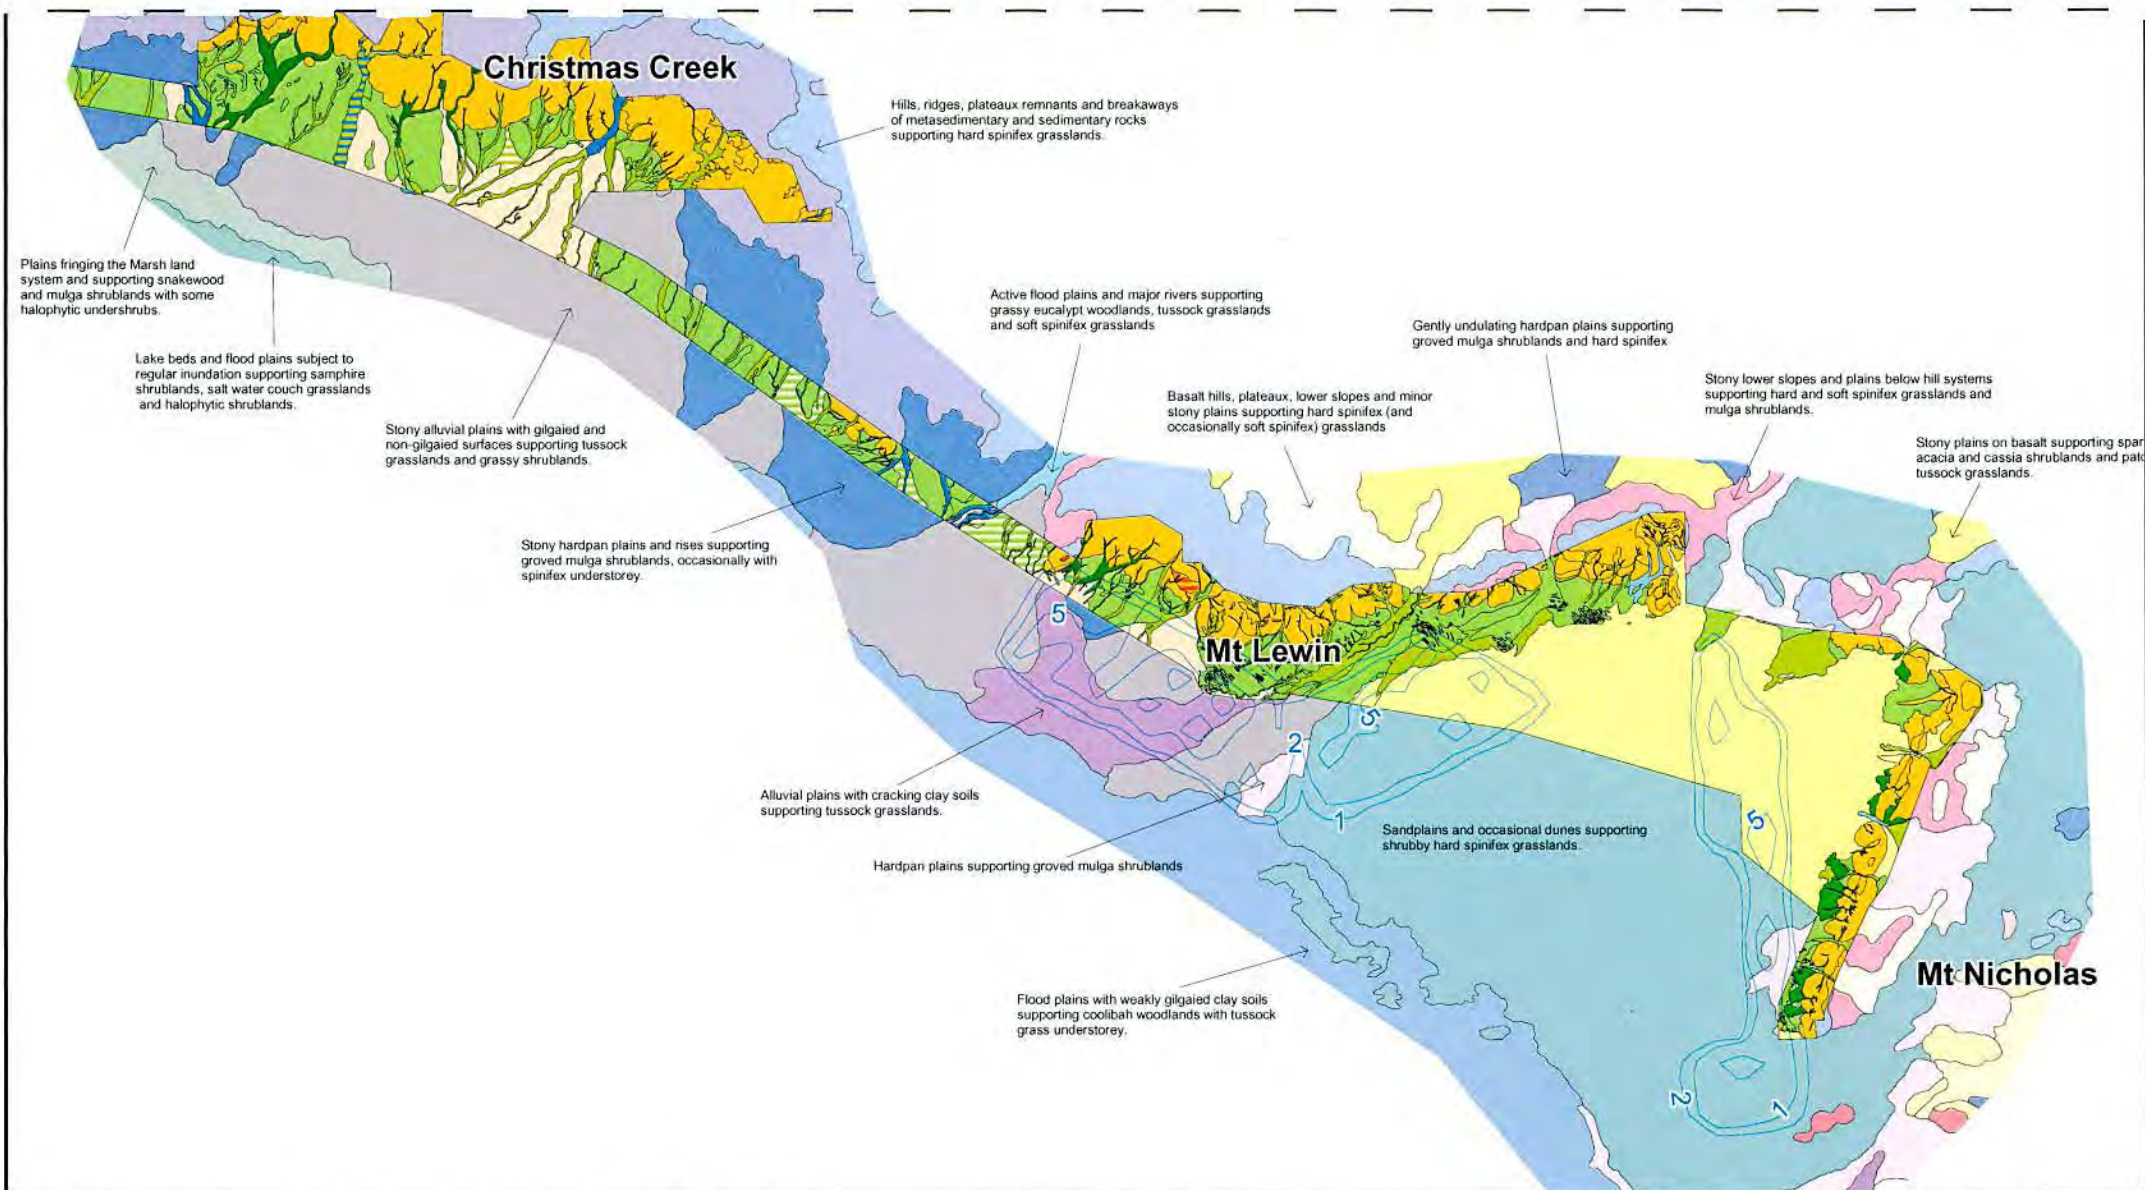 Christmas Creek
Hills, ridges, plateaux remnants and breakaways
of metasedimentary and sedimentary rocks
supporting hard spinifex grasslands.
Plains fringing the Marsh land
system and supporting snakewood
and mulga shrublands with some
halophytic undershrubs.
Lake beds and flood plains subject to
regular inundation supporting samphire
shrublands, salt water couch grasslands
and halophytic shrublands.
Stony alluvial plains with gilgaied and
non-gilgaied surfaces supporting tussock
grasslands and grassy shrublands.
Active flood plains and major rivers supporting
grassy eucalypt woodlands, tussock grasslands
and soft spinifex grasslands
Gently undulating hardpan plains supporting
groved mulga shrublands and hard spinifex
Basalt hills, plateaux, lower slopes and minor
stony plains supporting hard spinifex (and
occasionally soft spinifex) grasslands
Stony lower slopes and plains below hill systems
supporting hard and soft spinifex grasslands and
mulga shrublands.
Stony plains on basalt supporting spar
acacia and cassia shrublands and patc
tussock grasslands.
Stony hardpan plains and rises supporting
groved mulga shrublands, occasionally with
spinifex understorey.
5
Mt Lewin
5
2
1
5
Alluvial plains with cracking clay soils
supporting tussock grasslands.
Sandplains and occasional dunes supporting
shrubby hard spinifex grasslands.
Hardpan plains supporting groved mulga shrublands
Mt Nicholas
Flood plains with weakly gilgaied clay soils
supporting coolibah woodlands with tussock
grass understorey.
2
1